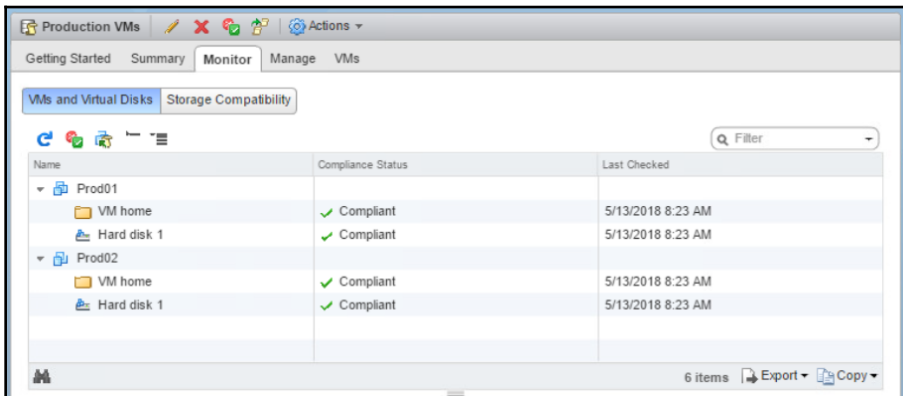 Production VMs Actions
Getting Started Summary Monitor Manage VMs
VMs and Virtual Disks Storage Compatibility
Filter
Name Compliance Status Last Checked
Prod01
VM home Compliant 5/13/2018 8:23 AM
Hard disk 1 Compliant 5/13/2018 8:23 AM
Prod02
VM home Compliant 5/13/2018 8:23 AM
Hard disk 1 Compliant 5/13/2018 8:23 AM
6 items Export Copy